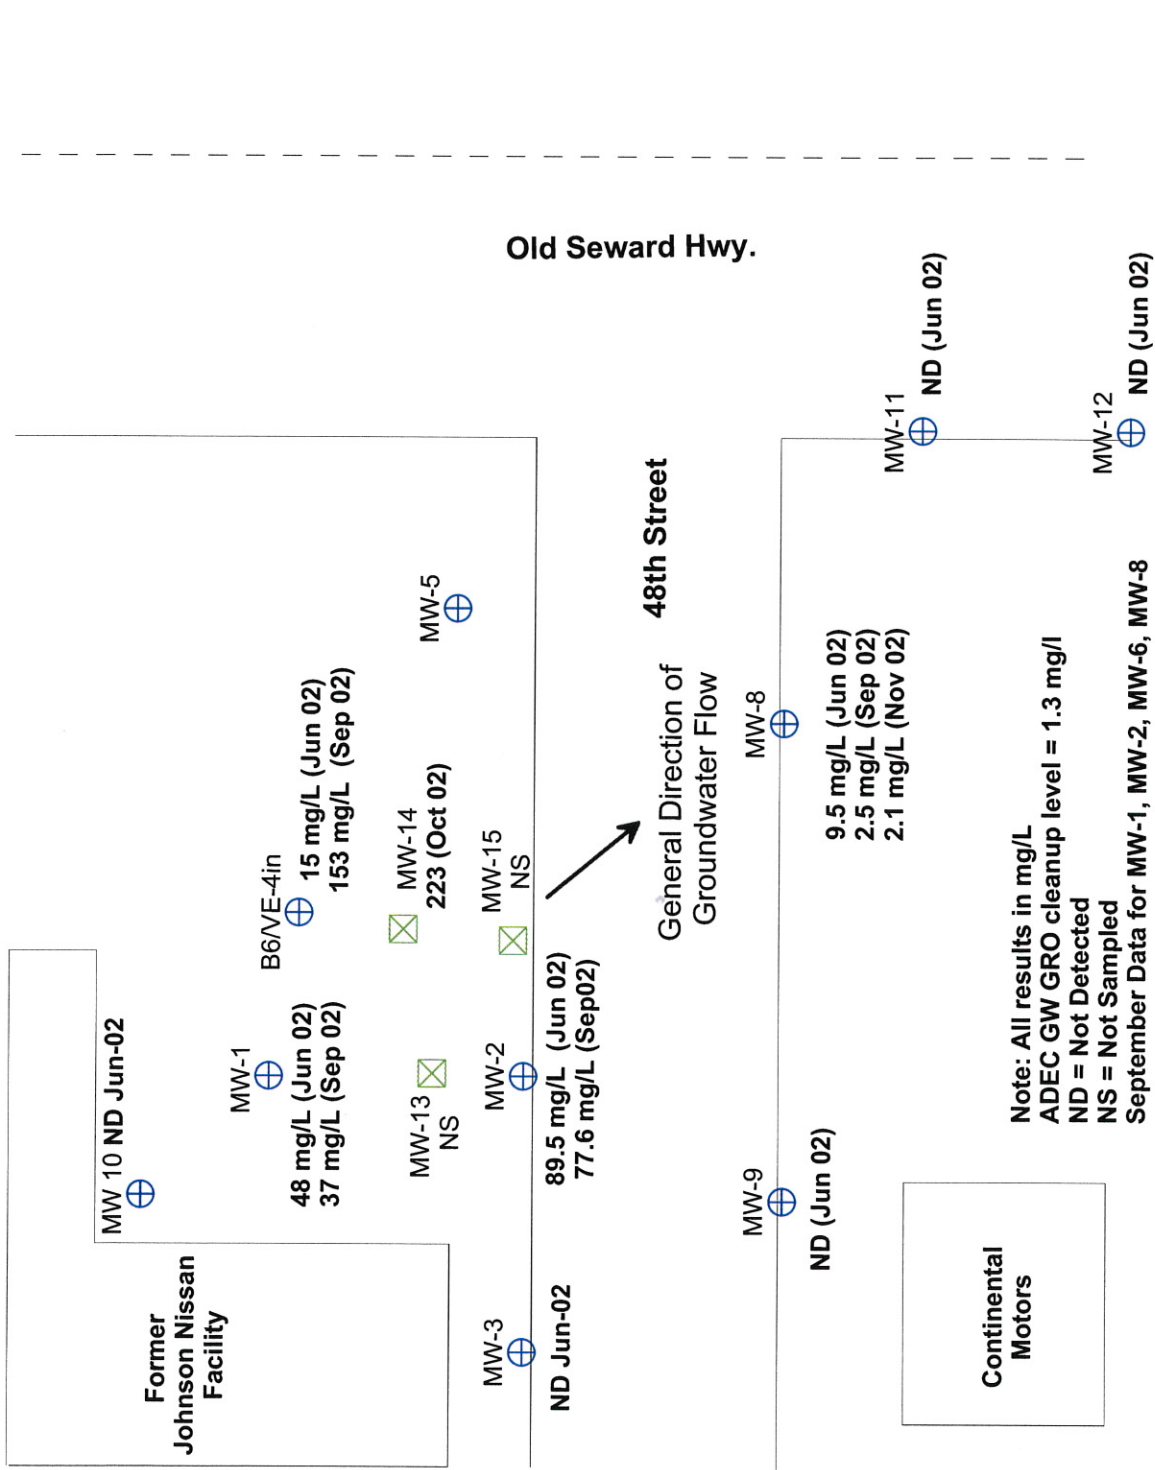 Old Seward Hwy.
MW-11
ND (Jun 02)
MW-12
ND (Jun 02)
48th Street
MW-5
B6/VE-4in
15 mg/L (Jun 02)
153 mg/L (Sep 02)
MW-14
223 (Oct 02)
MW-15
NS
General Direction of
Groundwater Flow
MW-8
9.5 mg/L (Jun 02)
2.5 mg/L (Sep 02)
2.1 mg/L (Nov 02)
MW 10 ND Jun-02
MW-1
48 mg/L (Jun 02)
37 mg/L (Sep 02)
MW-13
NS
MW-2
89.5 mg/L (Jun 02)
77.6 mg/L (Sep02)
MW-9
ND (Jun 02)
Former
Johnson Nissan
Facility
MW-3
ND Jun-02
Continental
Motors
Note: All results in mg/L
ADEC GW GRO cleanup level = 1.3 mg/l
ND = Not Detected
NS = Not Sampled
September Data for MW-1, MW-2, MW-6, MW-8